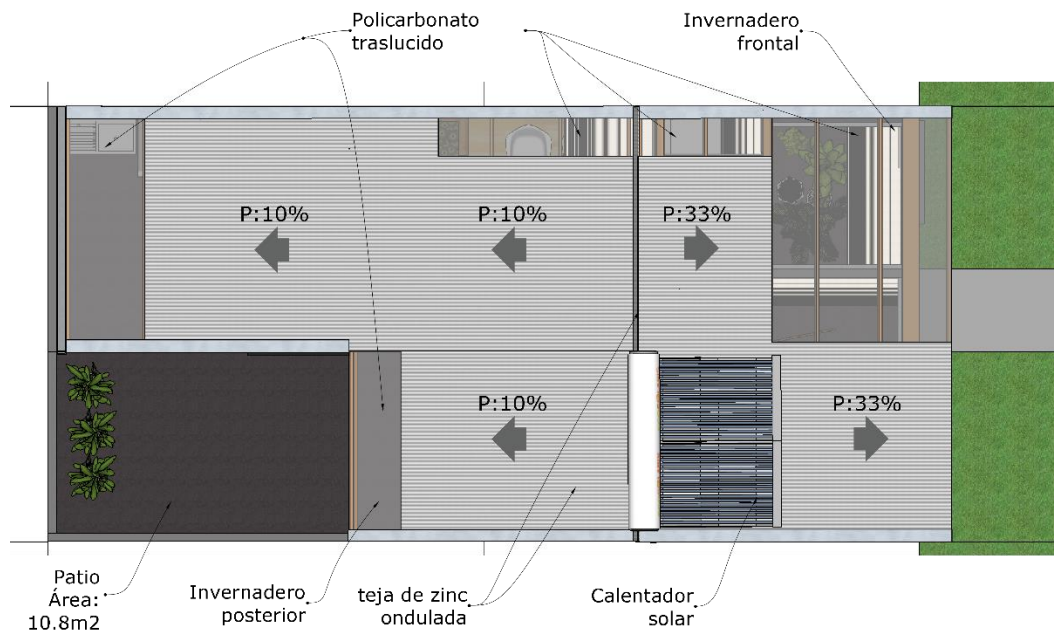 Policarbonato
traslucido
Invernadero
frontal
P:10%
P:10%
P:33%
P:10%
P:33%
Patio
Área:
10.8m2
Invernadero
posterior
teja de zinc
ondulada
Calentador
solar